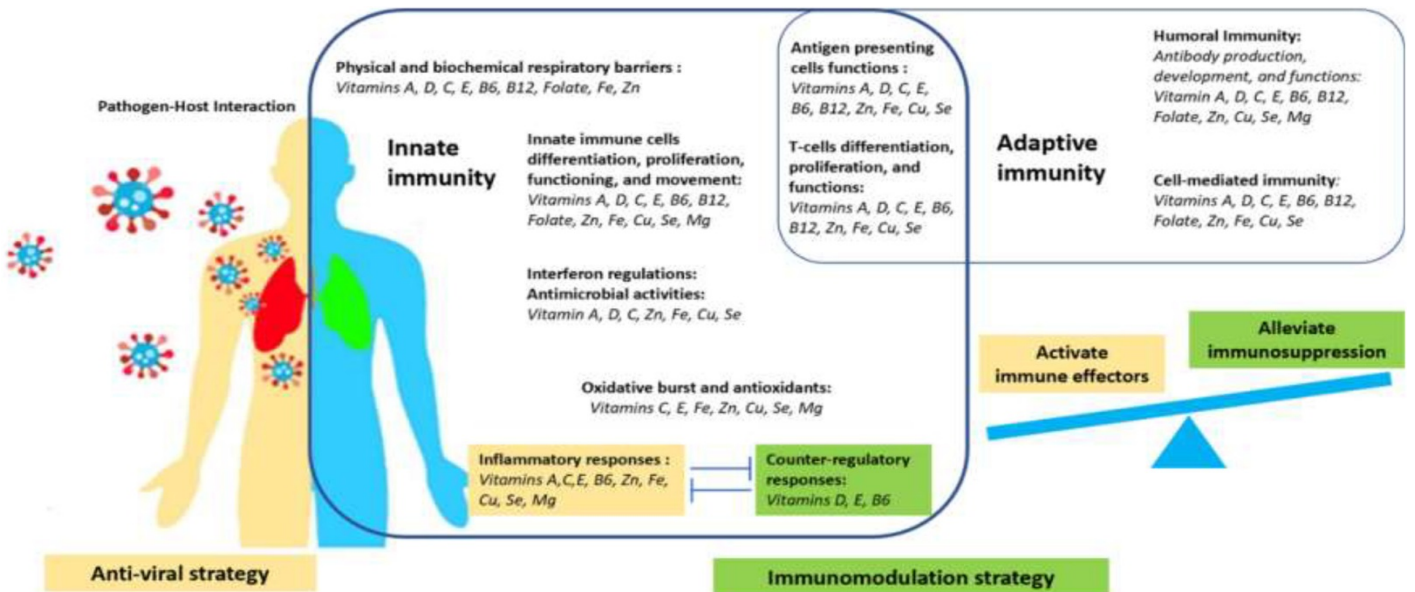 Pathogen-Host Interaction
Physical and biochemical respiratory barriers :
Vitamins A, D, C, E, B6, B12, Folate, Fe, Zn
Innate
immunity
Innate immune cells
differentiation, proliferation,
functioning, and movement:
Vitamins A, D, C, E, B6, B12,
Folate, Zn, Fe, Cu, Se, Mg
Interferon regulations:
Antimicrobial activities:
Vitamin A, D, C, Zn, Fe, Cu, Se
Oxidative burst and antioxidants:
Vitamins C, E, Fe, Zn, Cu, Se, Mg
Inflammatory responses :
Vitamins A,C,E, B6, Zn, Fe,
Cu, Se, Mg
Counter-regulatory
responses:
Vitamins D, E, B6
Antigen presenting
cells functions :
Vitamins A, D, C, E,
B6, B12, Zn, Fe, Cu, Se
T-cells differentiation,
proliferation, and
functions:
Vitamins A, D, C, E, B6,
B12, Zn, Fe, Cu, Se
Adaptive
immunity
Humoral Immunity:
Antibody production,
development, and functions:
Vitamin A, D, C, E, B6, B12,
Folate, Zn, Cu, Se, Mg
Cell-mediated immunity:
Vitamins A, D, C, E, B6, B12,
Folate, Zn, Fe, Cu, Se
Activate
immune effectors
Alleviate
immunosuppression
Anti-viral strategy
Immunomodulation strategy